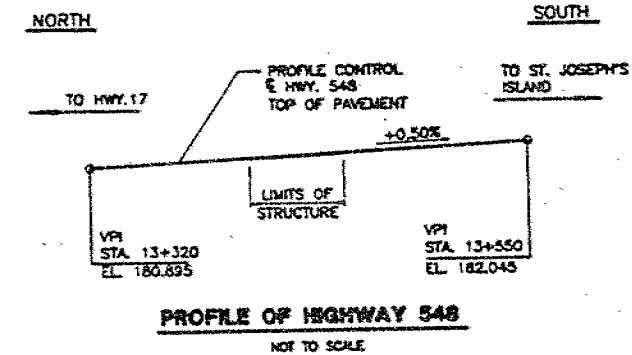 NORTH
SOUTH
TO HWY.17
PROFILE CONTROL
℄ HWY. 548
TOP OF PAVEMENT
TO ST. JOSEPH'S
ISLAND
+0.50%
LIMITS OF
STRUCTURE
VPI
STA. 13+320
EL. 180.895
VPI
STA. 13+550
EL. 182.045
PROFILE OF HIGHWAY 548
NOT TO SCALE